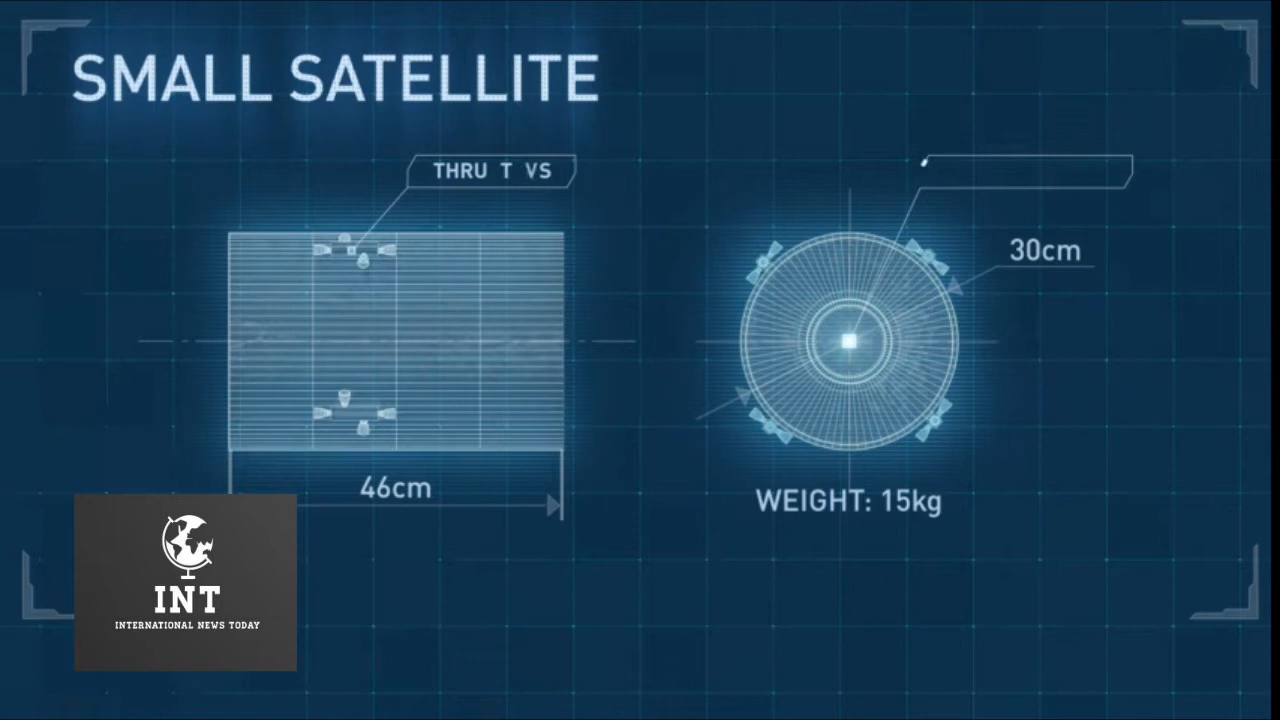 SMALL SATELLITE
THRU T VS
30cm
46cm
WEIGHT: 15kg
INT
INTERNATIONAL NEWS TODAY